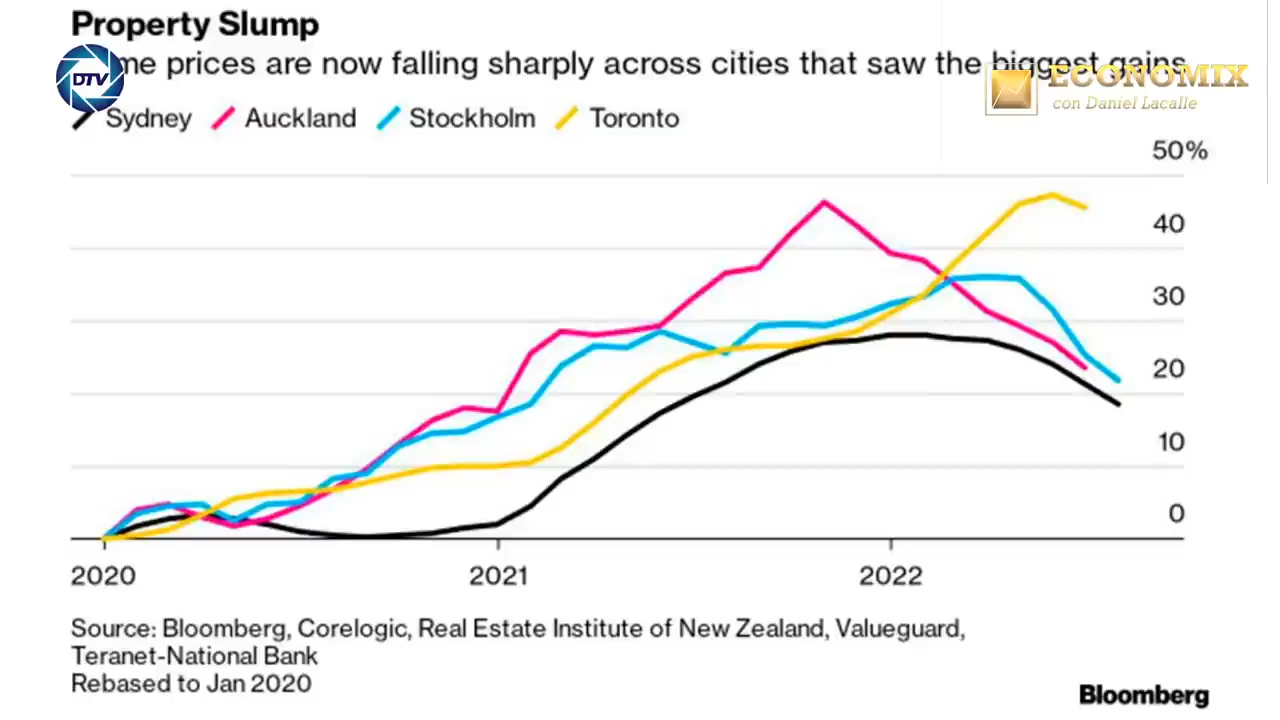 Property Slump
me prices are now falling sharply across cities that saw the biggest gains
DTV
ECONOMIX
con Daniel Lacalle
Sydney Auckland Stockholm Toronto
50%
40
30
20
10
0
2020 2021 2022
Source: Bloomberg, Corelogic, Real Estate Institute of New Zealand, Valueguard,
Teranet-National Bank
Rebased to Jan 2020
Bloomberg